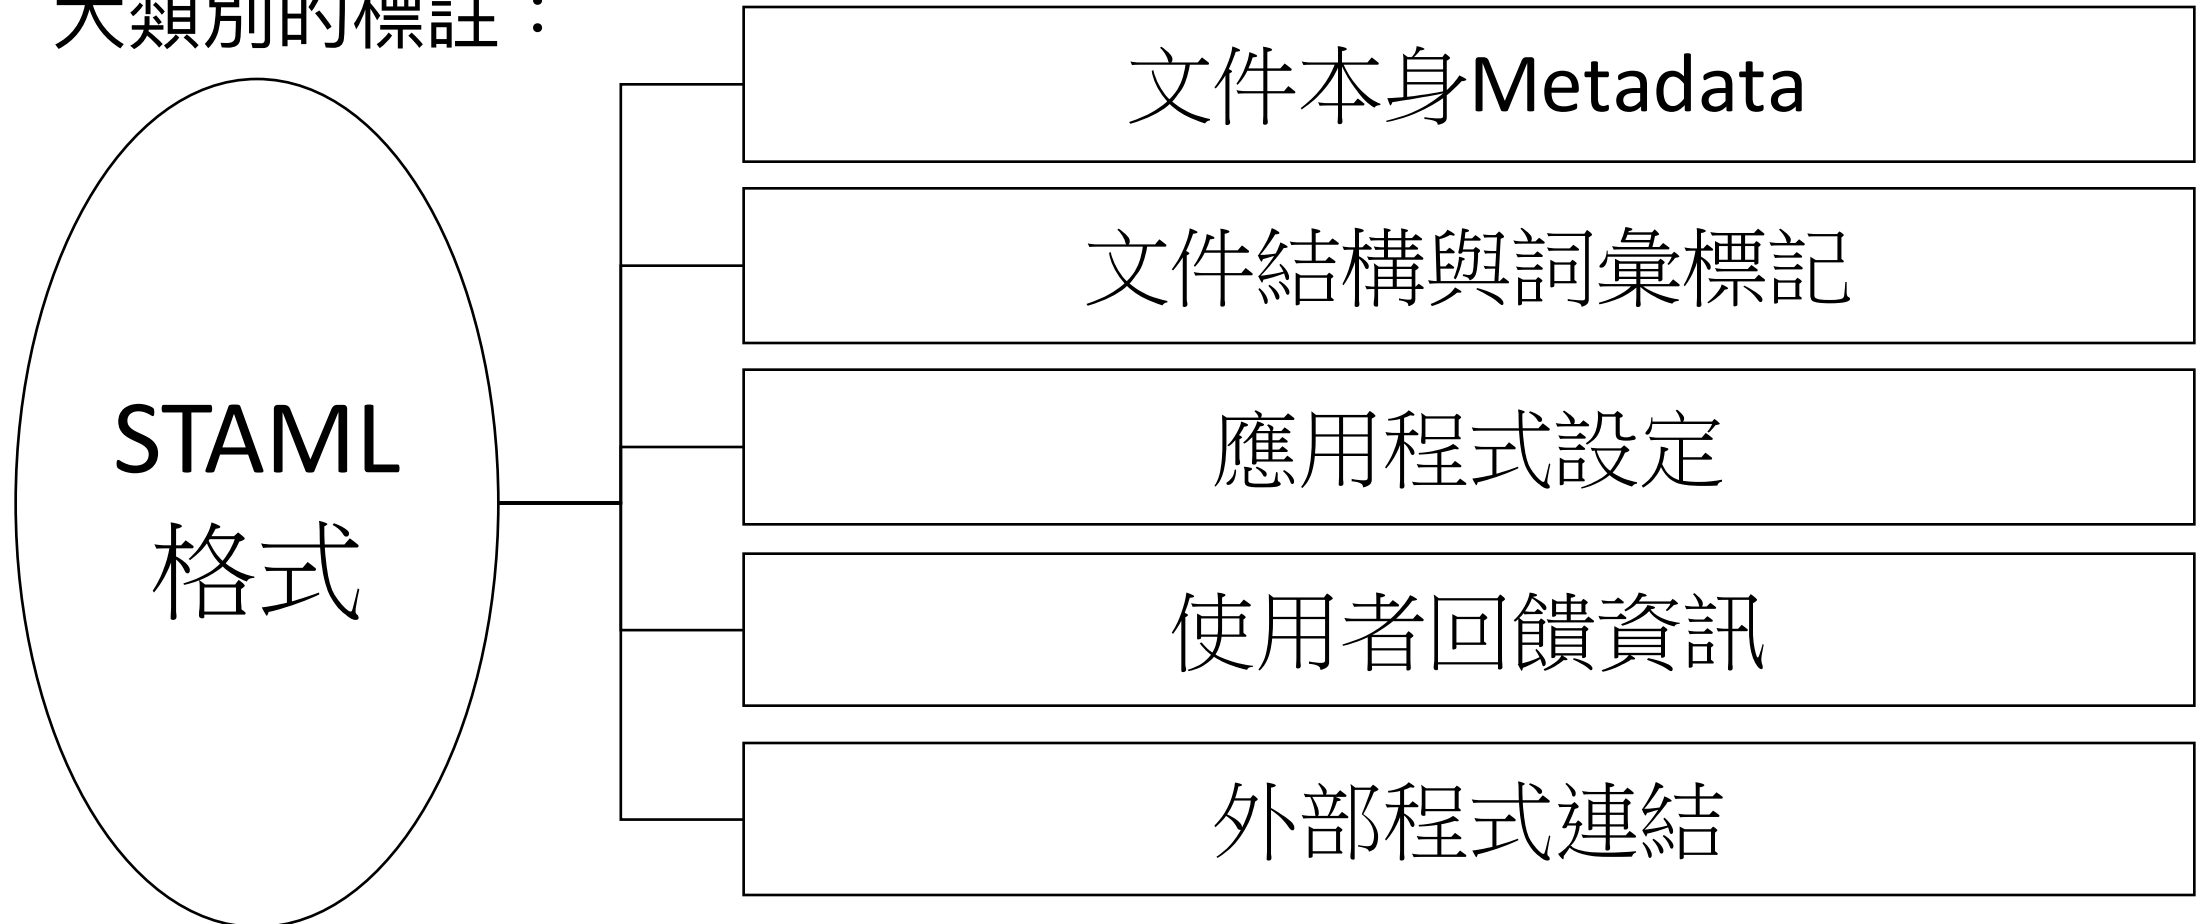 大類別的標註：
文件本身Metadata
文件結構與詞彙標記
STAML
格式
應用程式設定
使用者回饋資訊
外部程式連結